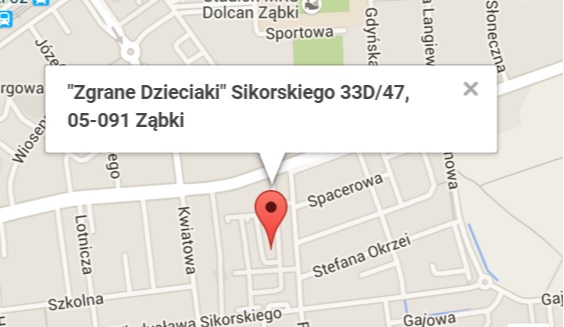 Dolcan Ząbki
Sportowa
Gdyńska
Langiew
Słoneczna
"Zgrane Dzieciaki" Sikorskiego 33D/47,
05-091 Ząbki
Spacerowa
Lotnicza
Kwiatowa
Stefana Okrzei
Szkolna
Sikorskiego
Gajowa